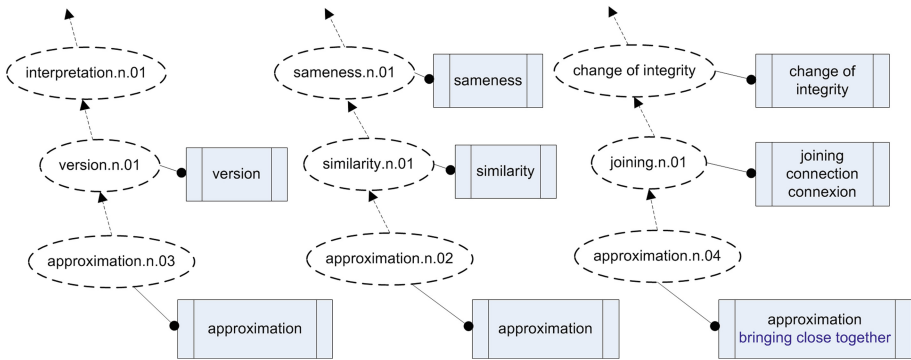 interpretation.n.01
sameness.n.01
sameness
change of integrity
change of
integrity
version.n.01
version
similarity.n.01
similarity
joining.n.01
joining
connection
connexion
approximation.n.03
approximation.n.02
approximation.n.04
approximation
approximation
approximation
bringing close together